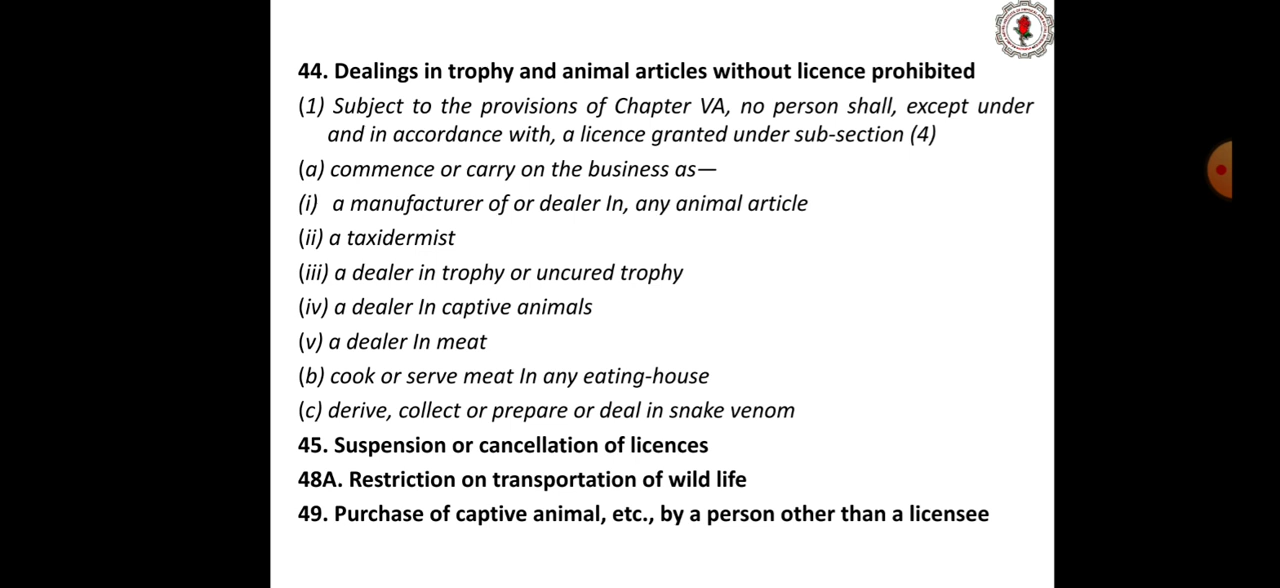 44. Dealings in trophy and animal articles without licence prohibited
(1) Subject to the provisions of Chapter VA, no person shall, except under
and in accordance with, a licence granted under sub-section (4)
(a) commence or carry on the business as—
(i) a manufacturer of or dealer In, any animal article
(ii) a taxidermist
(iii) a dealer in trophy or uncured trophy
(iv) a dealer In captive animals
(v) a dealer In meat
(b) cook or serve meat In any eating-house
(c) derive, collect or prepare or deal in snake venom
45. Suspension or cancellation of licences
48A. Restriction on transportation of wild life
49. Purchase of captive animal, etc., by a person other than a licensee